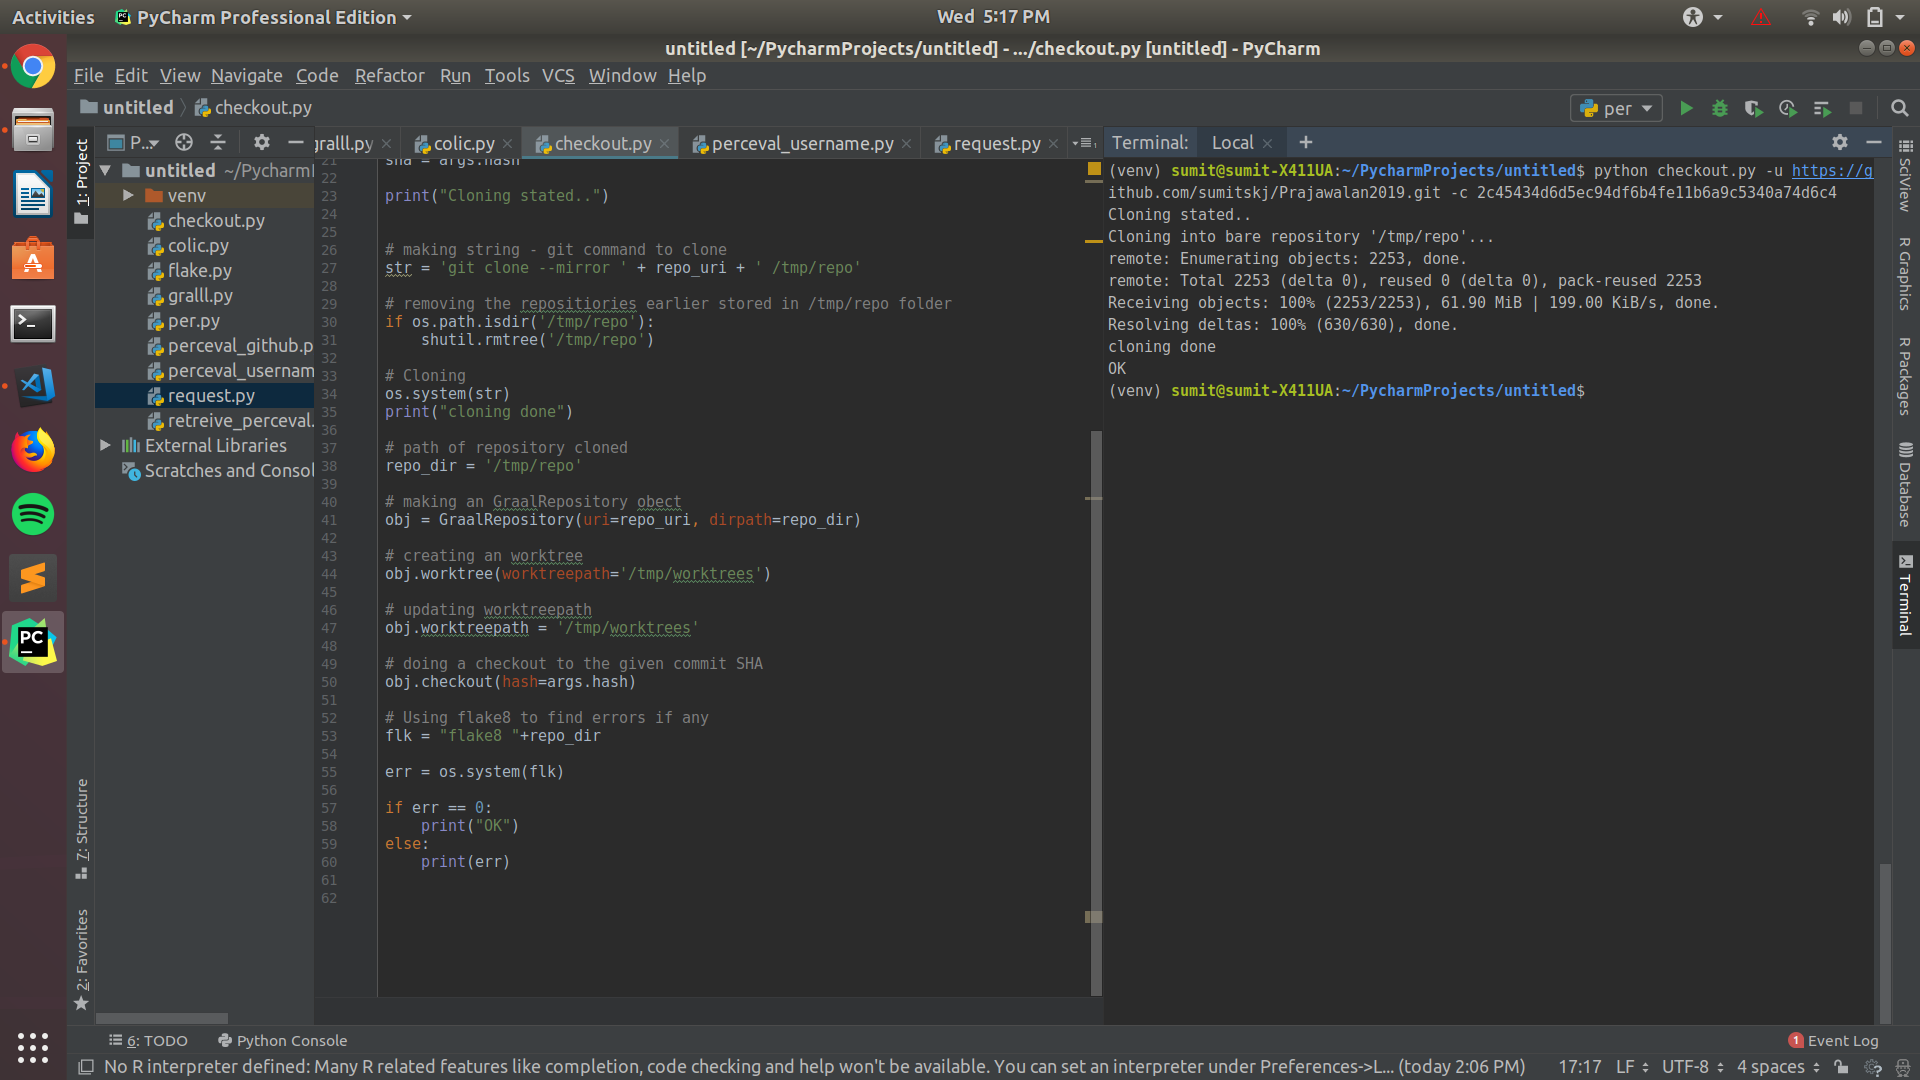 Activities
PyCharm Professional Edition
Wed 5:17 PM
untitled [~/PycharmProjects/untitled] - .../checkout.py [untitled] - PyCharm
File Edit View Navigate Code Refactor Run Tools VCS Window Help
untitled checkout.py
per
1: Project
7: Structure
2: Favorites
P..
untitled ~/Pycharm
venv
checkout.py
colic.py
flake.py
gralll.py
per.py
perceval_github.p
perceval_usernam
request.py
retreive_perceval.
External Libraries
Scratches and Consol
gralll.py
colic.py
checkout.py
perceval_username.py
request.py
21 sha = args.hash
22
23 print("Cloning stated..")
24
25
26 # making string - git command to clone
27 str = 'git clone --mirror ' + repo_uri + ' /tmp/repo'
28
29 # removing the repositiories earlier stored in /tmp/repo folder
30 if os.path.isdir('/tmp/repo'):
31 shutil.rmtree('/tmp/repo')
32
33 # Cloning
34 os.system(str)
35 print("cloning done")
36
37 # path of repository cloned
38 repo_dir = '/tmp/repo'
39
40 # making an GraalRepository obect
41 obj = GraalRepository(uri=repo_uri, dirpath=repo_dir)
42
43 # creating an worktree
44 obj.worktree(worktreepath='/tmp/worktrees')
45
46 # updating worktreepath
47 obj.worktreepath = '/tmp/worktrees'
48
49 # doing a checkout to the given commit SHA
50 obj.checkout(hash=args.hash)
51
52 # Using flake8 to find errors if any
53 flk = "flake8 "+repo_dir
54
55 err = os.system(flk)
56
57 if err == 0:
58 print("OK")
59 else:
60 print(err)
61
62
Terminal: Local
(venv) sumit@sumit-X411UA:~/PycharmProjects/untitled$ python checkout.py -u https://g
ithub.com/sumitskj/Prajawalan2019.git -c 2c45434d6d5ec94df6b4fe11b6a9c5340a74d6c4
Cloning stated..
Cloning into bare repository '/tmp/repo'...
remote: Enumerating objects: 2253, done.
remote: Total 2253 (delta 0), reused 0 (delta 0), pack-reused 2253
Receiving objects: 100% (2253/2253), 61.90 MiB | 199.00 KiB/s, done.
Resolving deltas: 100% (630/630), done.
cloning done
OK
(venv) sumit@sumit-X411UA:~/PycharmProjects/untitled$
SciView
R Graphics
R Packages
Database
Terminal
6: TODO
Python Console
1 Event Log
No R interpreter defined: Many R related features like completion, code checking and help won't be available. You can set an interpreter under Preferences->L... (today 2:06 PM)
17:17 LF UTF-8 4 spaces